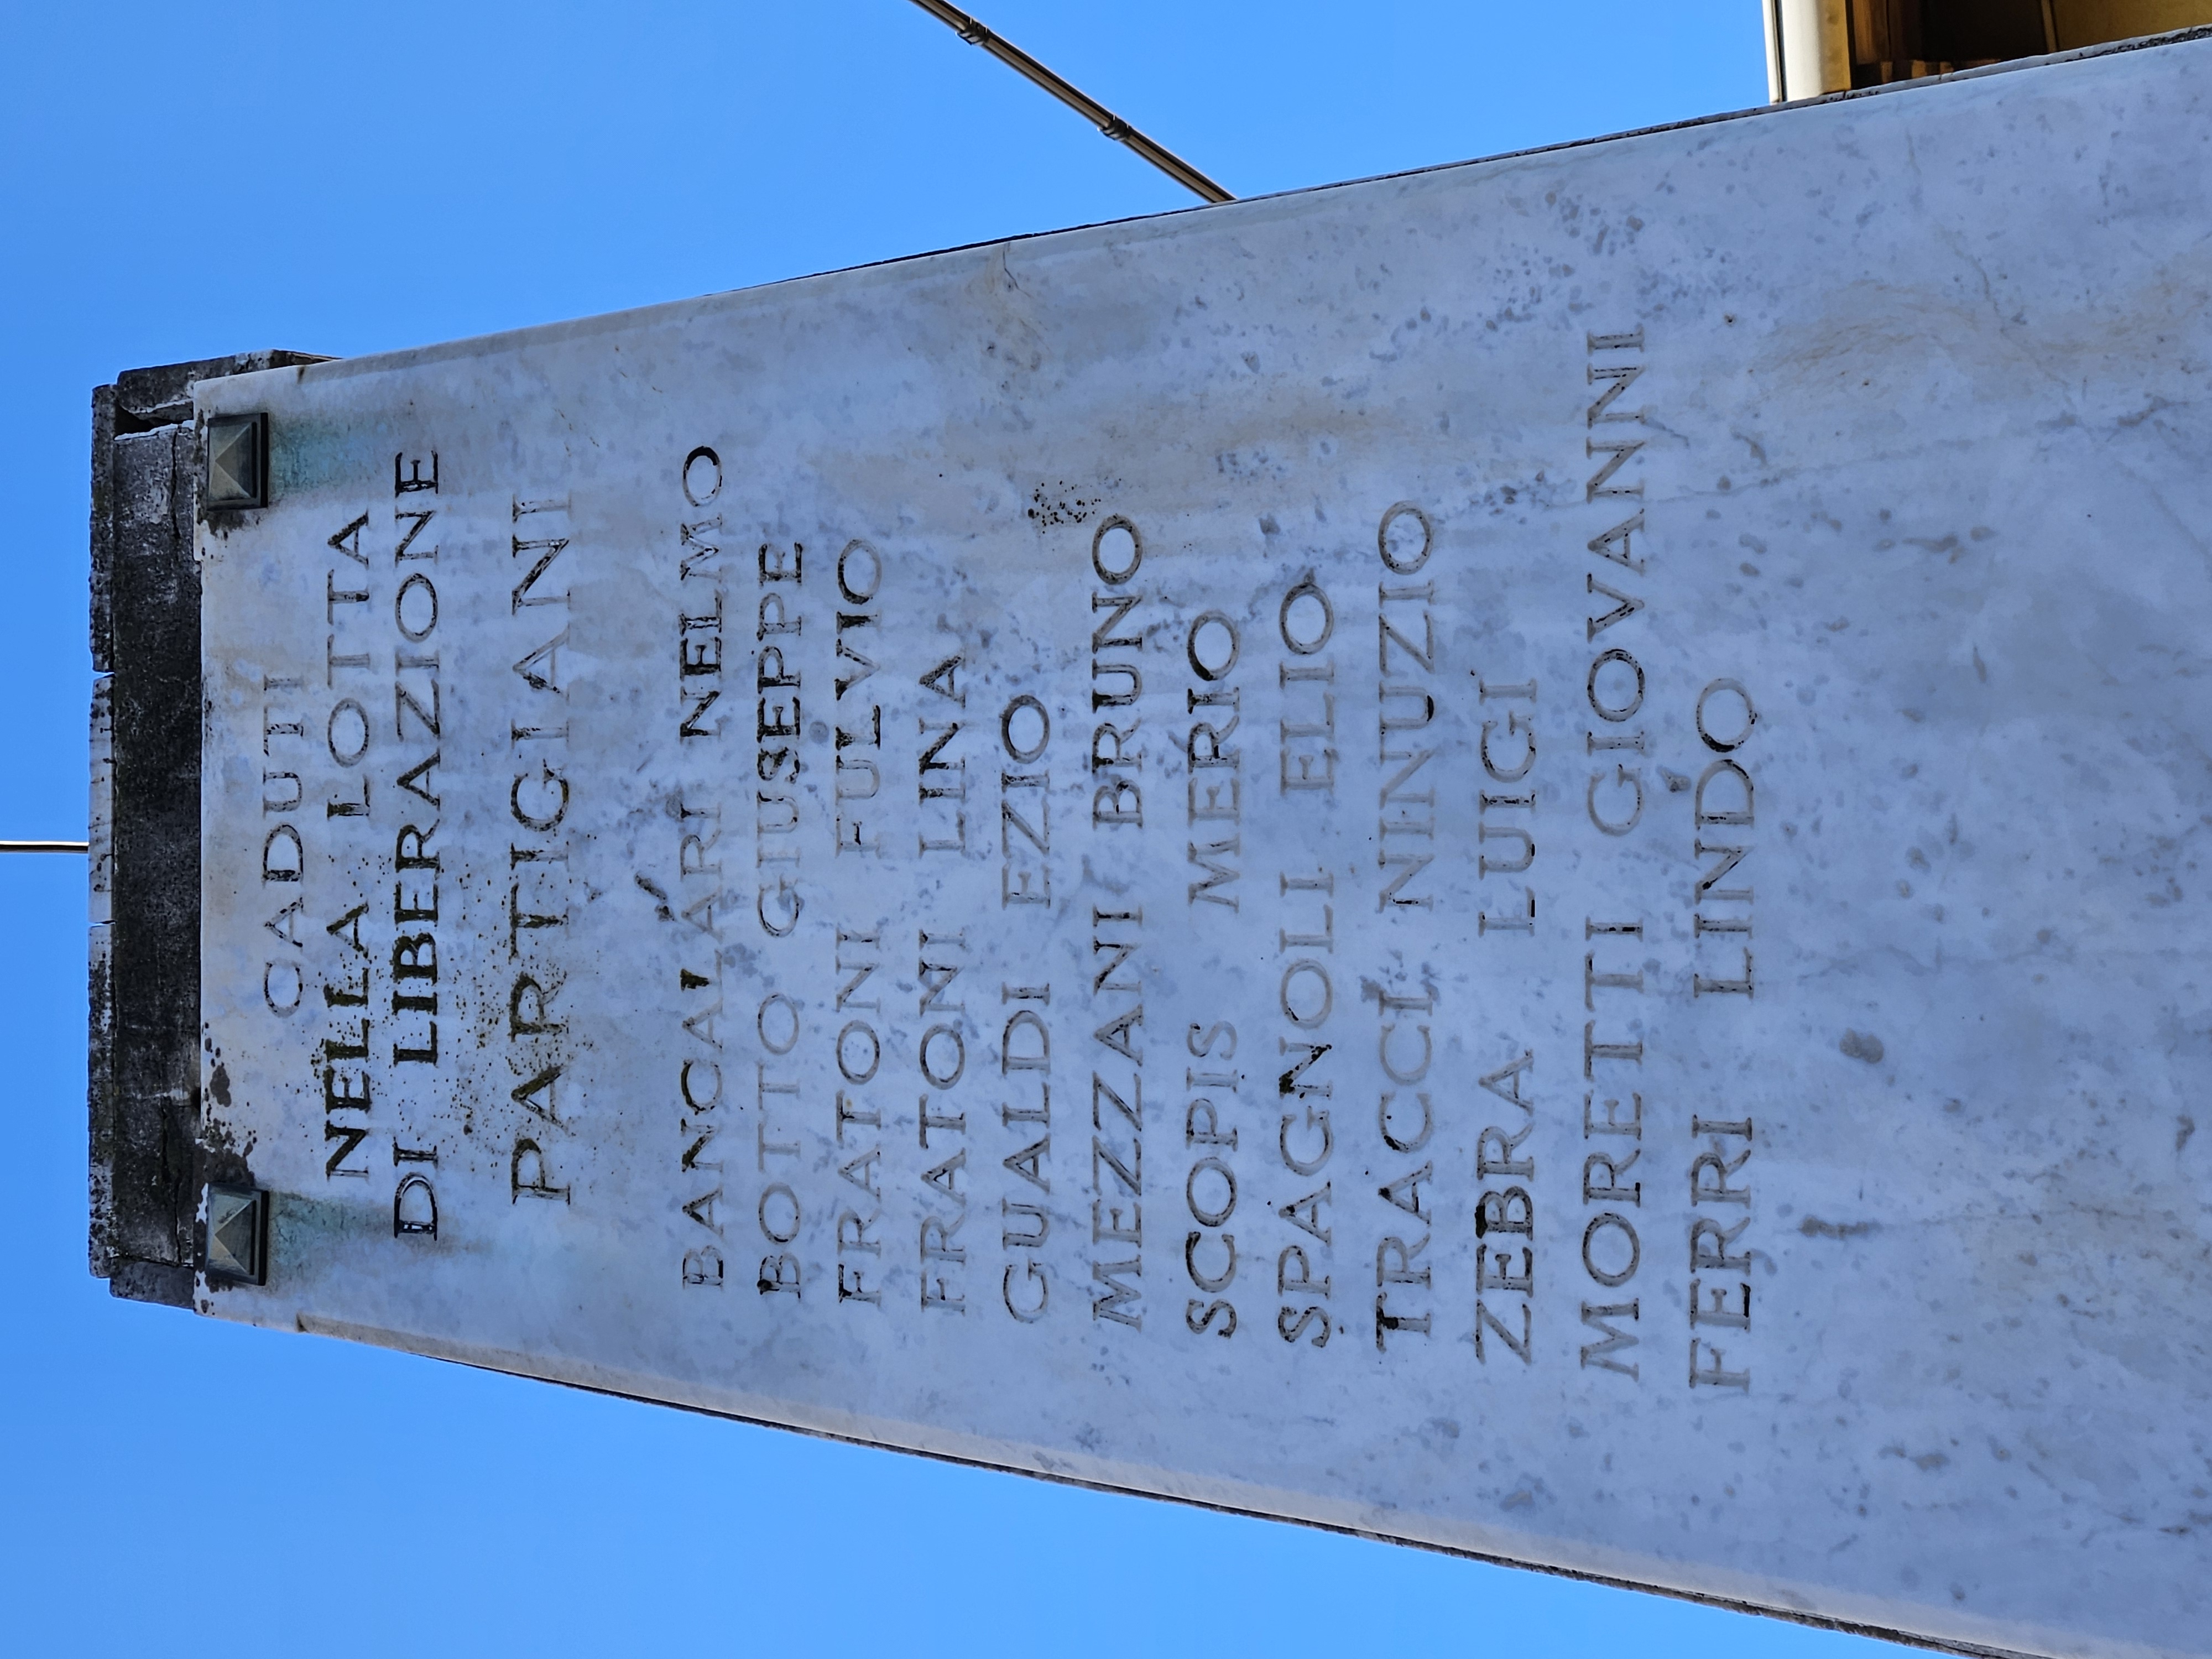 CADUTI
NELLA LOTTA
DI LIBERAZIONE
PARTIGIANI
BANCALARI NELMO
BOTTO GIUSEPPE
FRATONI FULVIO
FRATONI LINA
GUALDI EZIO
MEZZANI BRUNO
SCOPIS MERIO
SPAGNOLI ELIO
TRACCI NINUZIO
ZEBRA LUIGI
MORETTI GIOVANNI
FERRI LINDO